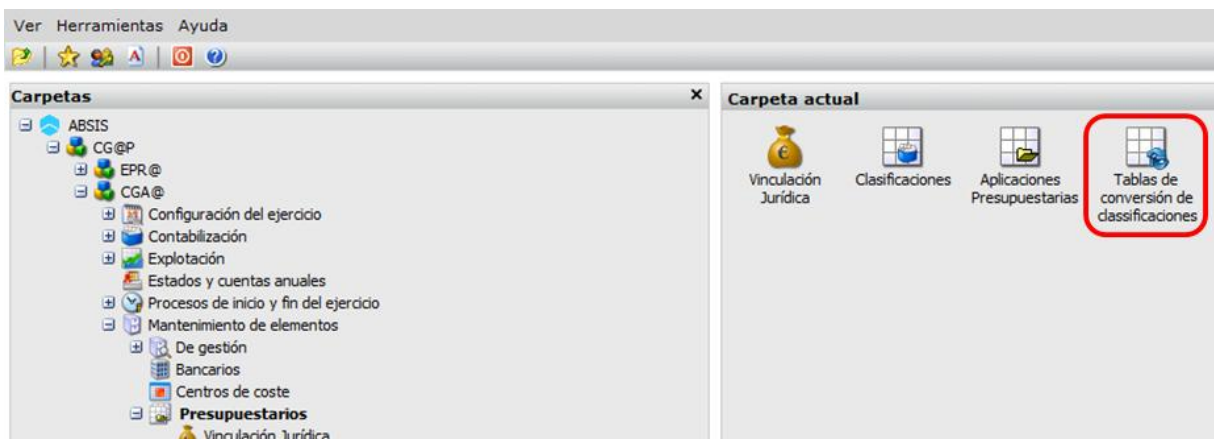 Ver Herramientas Ayuda
Carpetas
ABSIS
CG@P
EPR@
CGA@
Configuración del ejercicio
Contabilización
Explotación
Estados y cuentas anuales
Procesos de inicio y fin del ejercicio
Mantenimiento de elementos
De gestión
Bancarios
Centros de coste
Presupuestarios
Vinculación Jurídica
Carpeta actual
Vinculación
Jurídica
Clasificaciones
Aplicaciones
Presupuestarias
Tablas de
conversión de
classificaciones